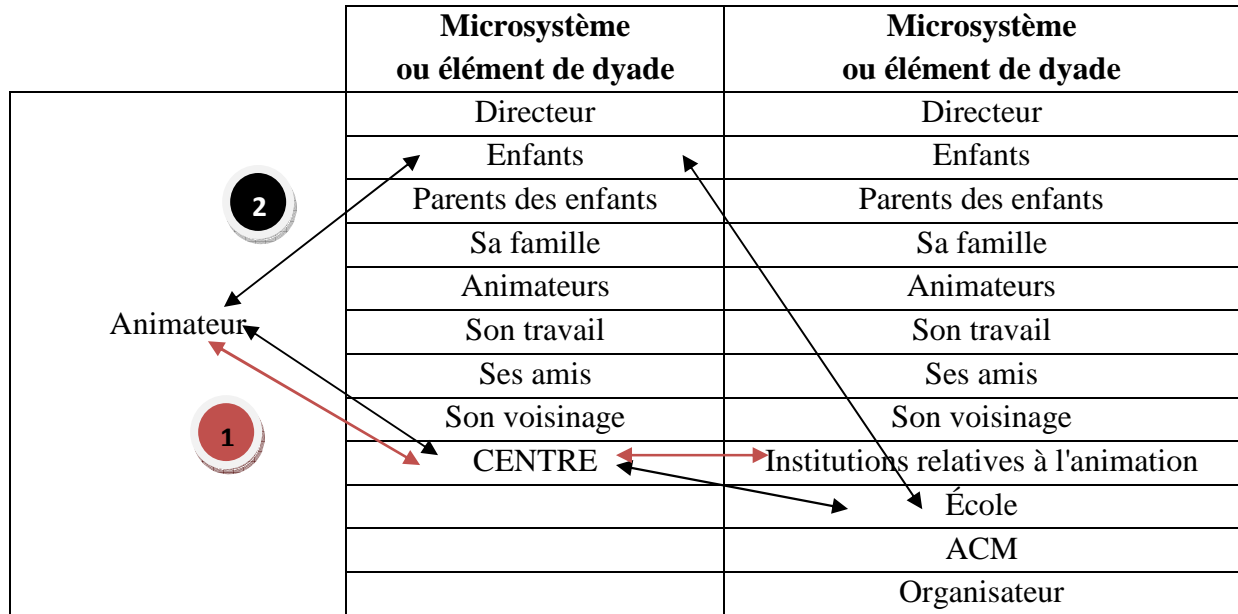 Microsystème
ou élément de dyade
Microsystème
ou élément de dyade
Directeur
Directeur
Enfants
Enfants
2
Parents des enfants
Parents des enfants
Sa famille
Sa famille
Animateurs
Animateurs
Animateur
Son travail
Son travail
Ses amis
Ses amis
Son voisinage
Son voisinage
1
CENTRE
Institutions relatives à l'animation
École
ACM
Organisateur